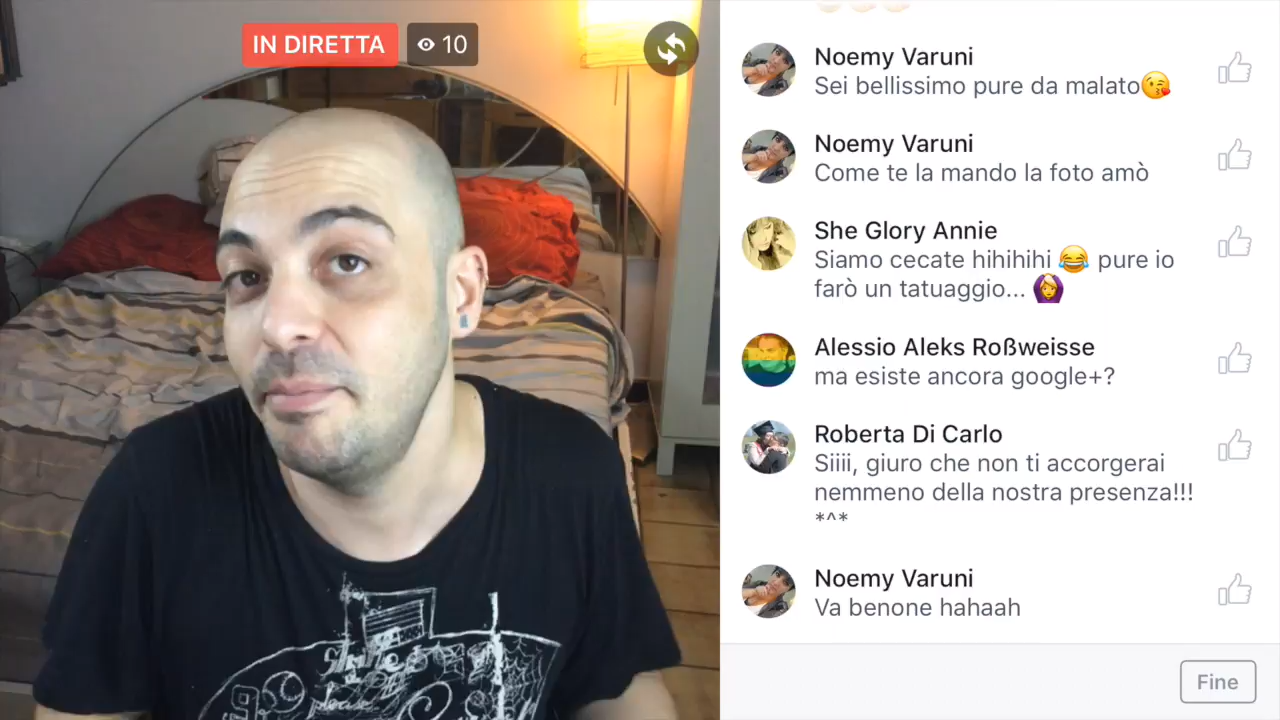 IN DIRETTA
10
Noemy Varuni
Sei bellissimo pure da malato😘
Noemy Varuni
Come te la mando la foto amò
She Glory Annie
Siamo cecate hihihihi 😂 pure io
farò un tatuaggio... 🙆
Alessio Aleks Roßweisse
ma esiste ancora google+?
Roberta Di Carlo
Siiii, giuro che non ti accorgerai
nemmeno della nostra presenza!!!
*^*
Noemy Varuni
Va benone hahaah
Fine
please